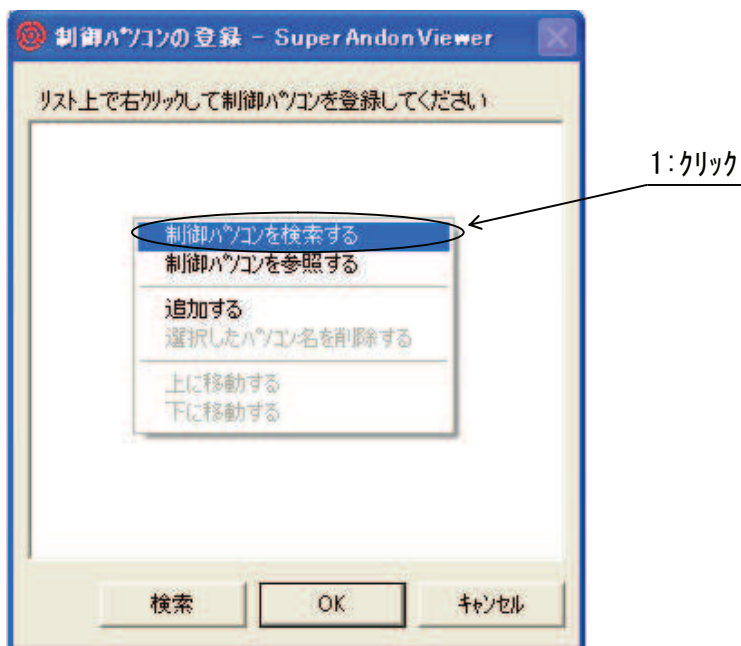 制御ﾊﾟｿｺﾝの登録 - SuperAndonViewer
ﾘｽﾄ上で右ｸﾘｯｸして制御ﾊﾟｿｺﾝを登録してください
1:ｸﾘｯｸ
制御ﾊﾟｿｺﾝを検索する
制御ﾊﾟｿｺﾝを参照する
追加する
選択したﾊﾟｿｺﾝ名を削除する
上に移動する
下に移動する
検索
OK
ｷｬﾝｾﾙ